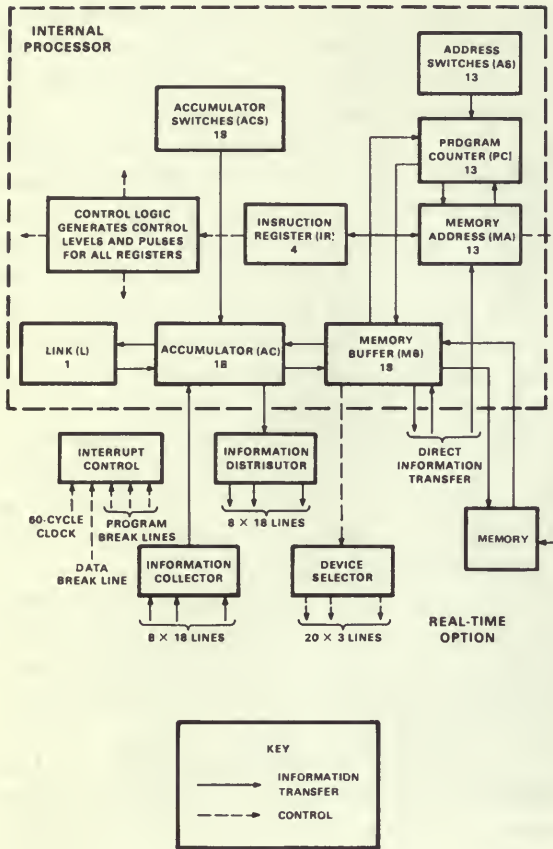 INTERNAL
PROCESSOR
ADDRESS
SWITCHES (AS)
13
ACCUMULATOR
SWITCHES (ACS)
18
PROGRAM
COUNTER (PC)
13
CONTROL LOGIC
GENERATES CONTROL
LEVELS AND PULSES
FOR ALL REGISTERS
INSRUCTION
REGISTER (IR)
4
MEMORY
ADDRESS (MA)
13
LINK (L)
1
ACCUMULATOR (AC)
18
MEMORY
BUFFER (MB)
18
INTERRUPT
CONTROL
INFORMATION
DISTRIBUTOR
DIRECT
INFORMATION
TRANSFER
60-CYCLE
CLOCK
PROGRAM
BREAK LINES
8 × 18 LINES
DATA
BREAK LINE
INFORMATION
COLLECTOR
DEVICE
SELECTOR
MEMORY
8 × 18 LINES
20 × 3 LINES
REAL-TIME
OPTION
KEY
INFORMATION
TRANSFER
CONTROL